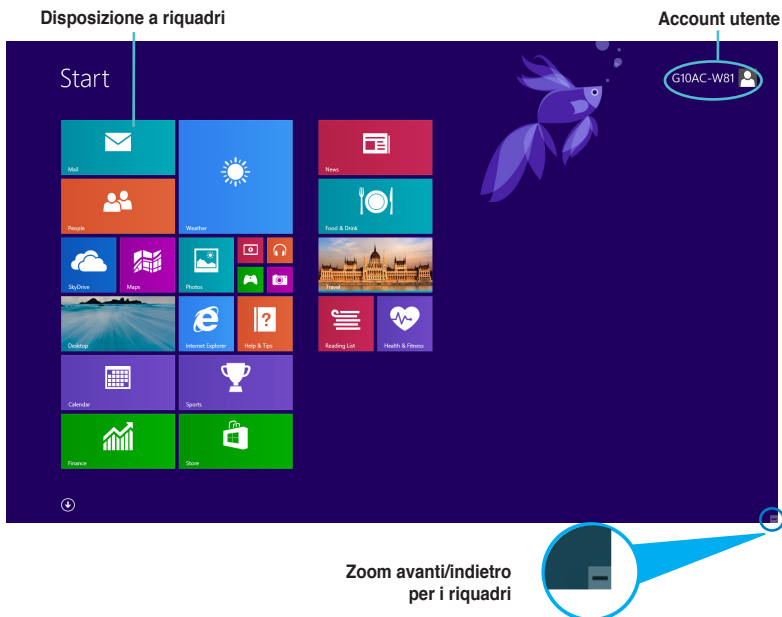 Disposizione a riquadri
Account utente
Start
G10AC-W81
Mail
People
Weather
SkyDrive
Maps
Photos
Desktop
Internet Explorer
Help & Tips
Calendar
Sports
Finance
Store
News
Food & Drink
Travel
Reading List
Health & Fitness
Zoom avanti/indietro
per i riquadri